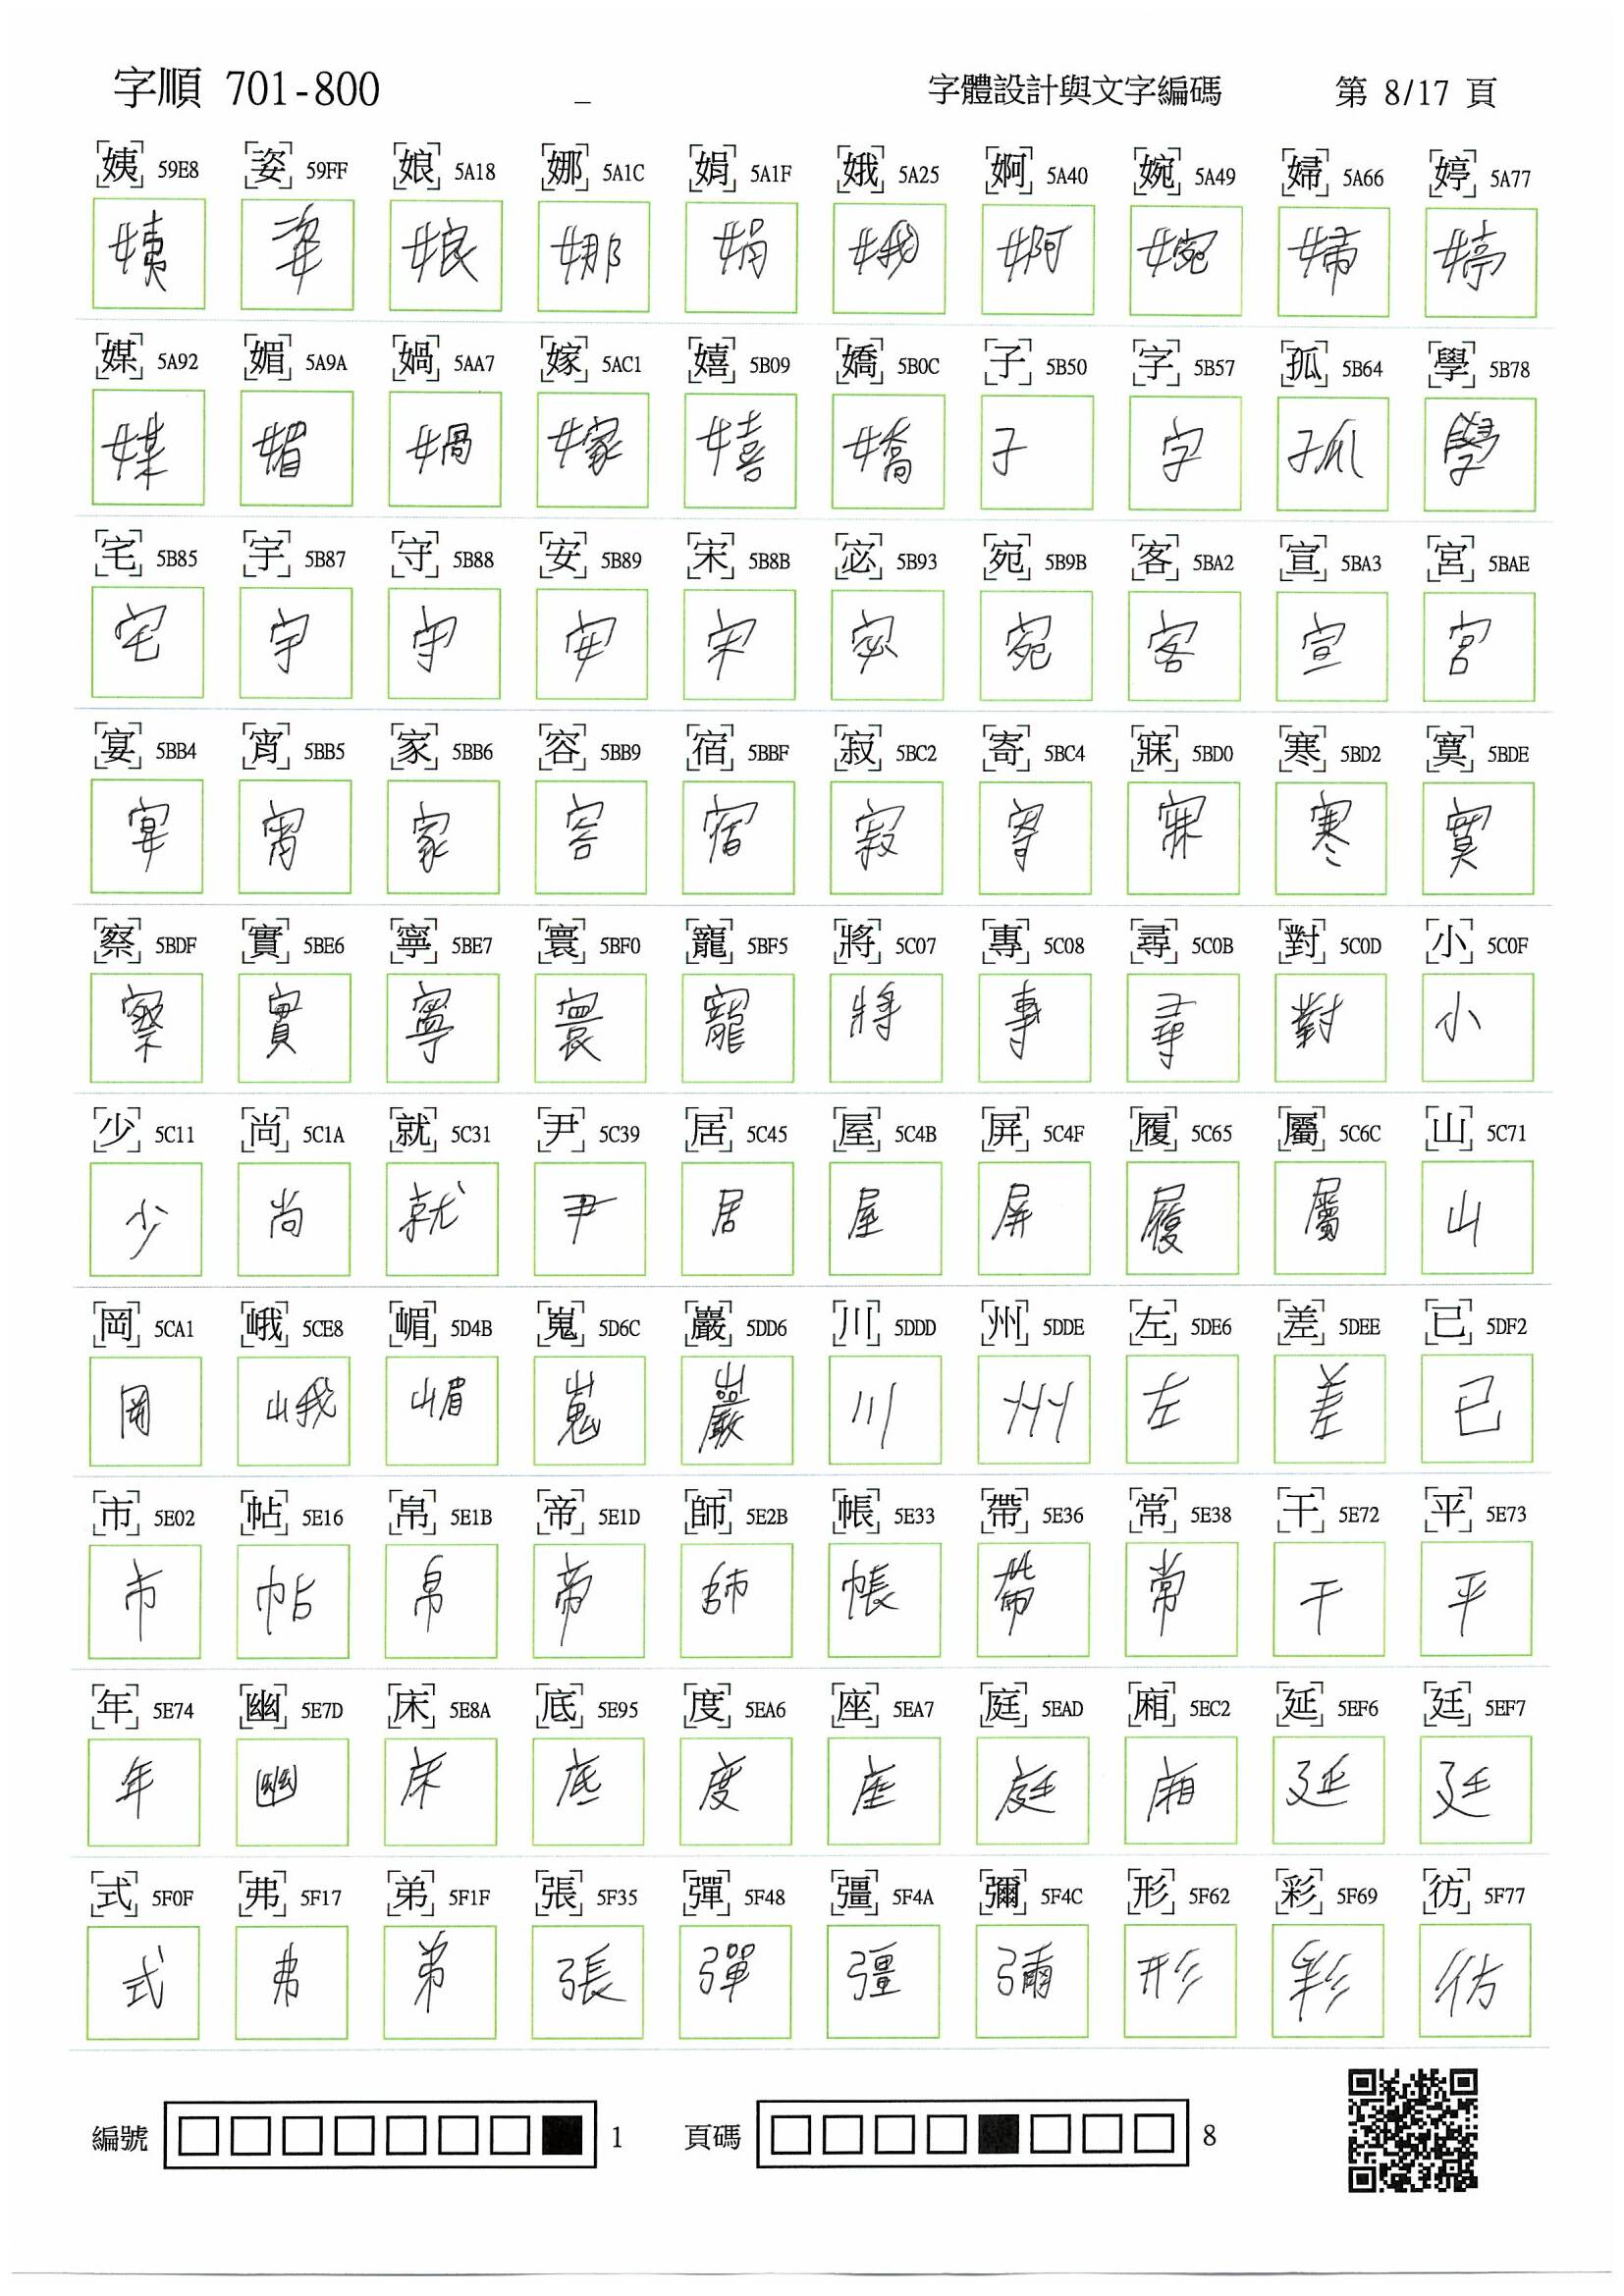 字順 701-800 _ 字體設計與文字編碼 第 8/17 頁
姨 59E8 姿 59FF 娘 5A18 娜 5A1C 娟 5A1F 娥 5A25 婀 5A40 婉 5A49 婦 5A66 婷 5A77
姨 姿 娘 娜 娟 娥 婀 婉 婦 婷
媒 5A92 媚 5A9A 媧 5AA7 嫁 5AC1 嬉 5B09 嬌 5B0C 子 5B50 字 5B57 孤 5B64 學 5B78
媒 媚 媧 嫁 嬉 嬌 子 字 孤 學
宅 5B85 宇 5B87 守 5B88 安 5B89 宋 5B8B 宓 5B93 宛 5B9B 客 5BA2 宣 5BA3 宮 5BAE
宅 宇 守 安 宋 宓 宛 客 宣 宮
宴 5BB4 宵 5BB5 家 5BB6 容 5BB9 宿 5BBF 寂 5BC2 寄 5BC4 寐 5BD0 寒 5BD2 寞 5BDE
宴 宵 家 容 宿 寂 寄 寐 寒 寞
察 5BDF 實 5BE6 寧 5BE7 寰 5BF0 寵 5BF5 將 5C07 專 5C08 尋 5C0B 對 5C0D 小 5C0F
察 實 寧 寰 寵 將 專 尋 對 小
少 5C11 尚 5C1A 就 5C31 尹 5C39 居 5C45 屋 5C4B 屏 5C4F 履 5C65 屬 5C6C 山 5C71
少 尚 就 尹 居 屋 屏 履 屬 山
岡 5CA1 峨 5CE8 嵋 5D4B 嵬 5D6C 巖 5DD6 川 5DDD 州 5DDE 左 5DE6 差 5DEE 已 5DF2
岡 峨 嵋 嵬 巖 川 州 左 差 已
市 5E02 帖 5E16 帛 5E1B 帝 5E1D 師 5E2B 帳 5E33 帶 5E36 常 5E38 干 5E72 平 5E73
市 帖 帛 帝 師 帳 帶 常 干 平
年 5E74 幽 5E7D 床 5E8A 底 5E95 度 5EA6 座 5EA7 庭 5EAD 廂 5EC2 延 5EF6 廷 5EF7
年 幽 床 底 度 座 庭 廂 延 廷
式 5F0F 弗 5F17 弟 5F1F 張 5F35 彈 5F48 彊 5F4A 彌 5F4C 形 5F62 彩 5F69 彷 5F77
式 弗 弟 張 彈 彊 彌 形 彩 彷
編號 1 頁碼 8